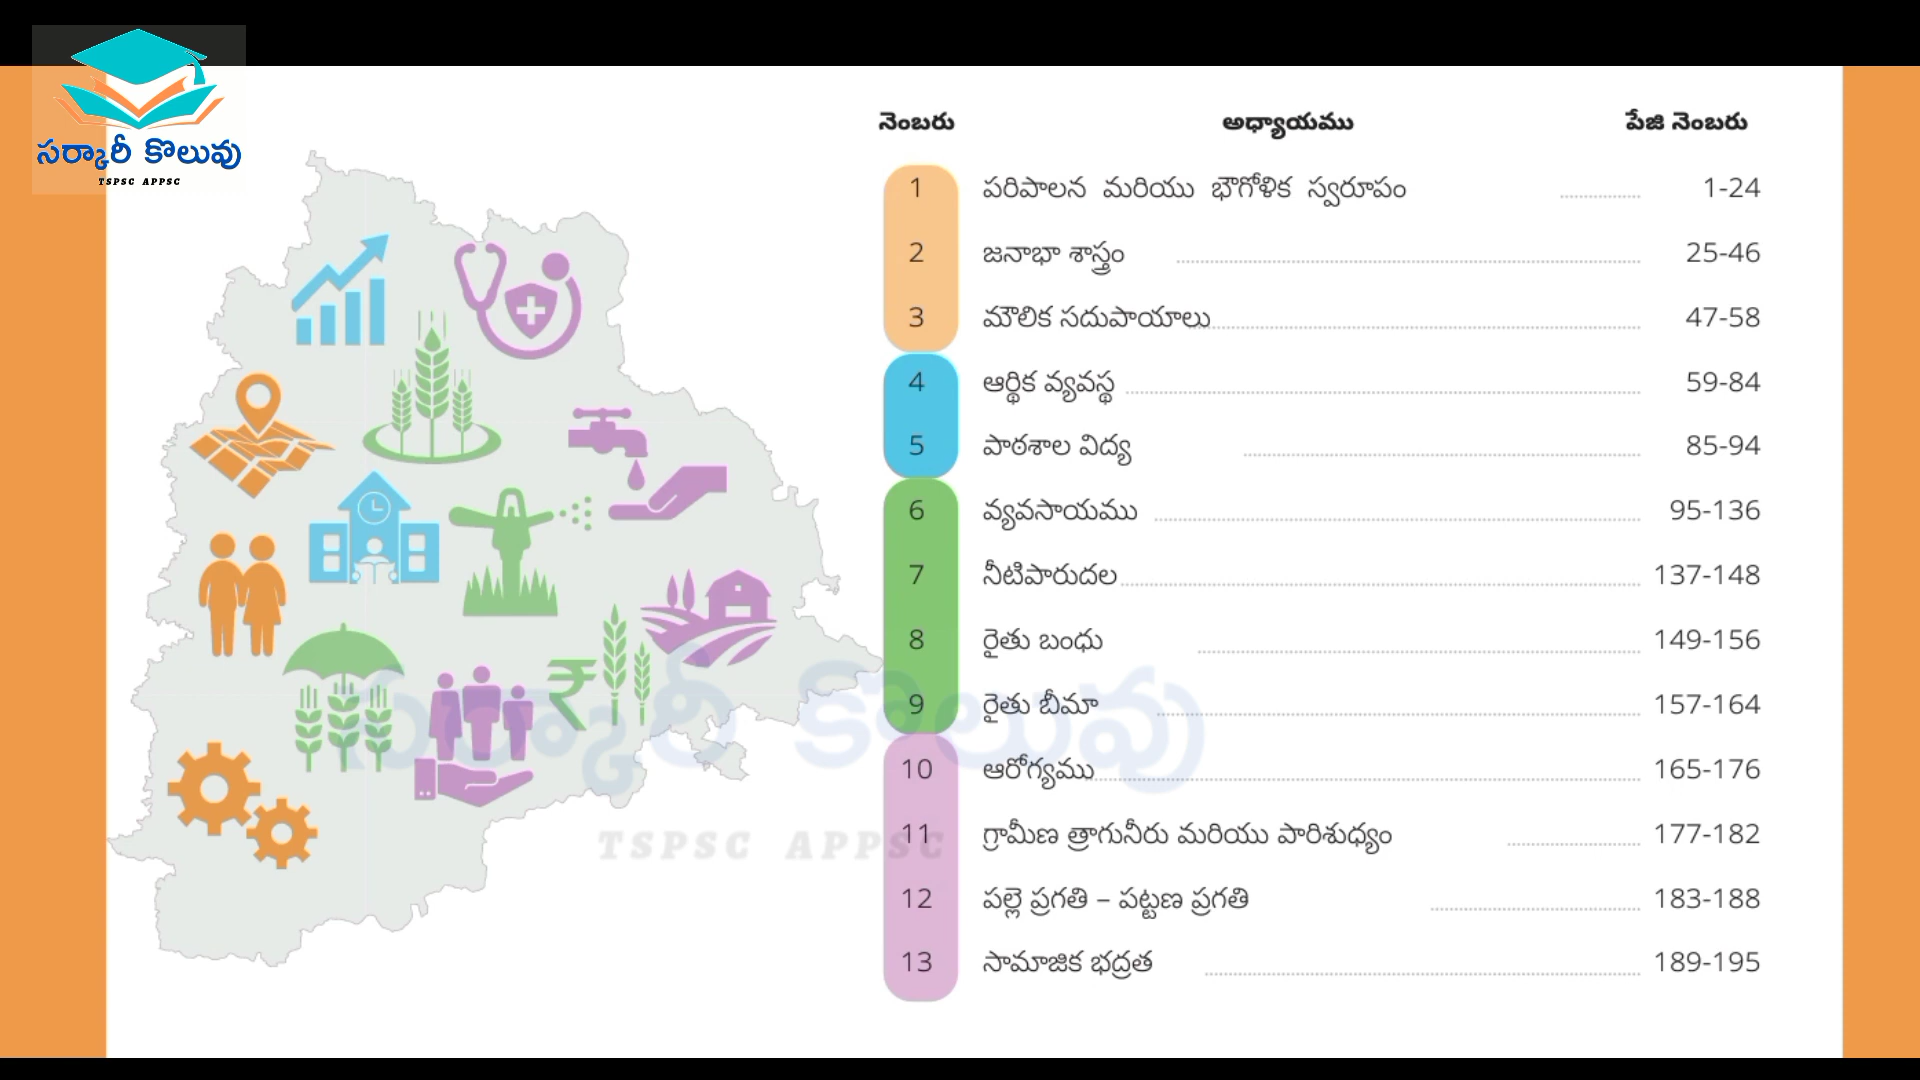 సర్కారీ కొలువు
TSPSC APPSC
నెంబరు అధ్యాయము పేజి నెంబరు
1 పరిపాలన మరియు భౌగోళిక స్వరూపం 1-24
2 జనాభా శాస్త్రం 25-46
3 మౌలిక సదుపాయాలు 47-58
4 ఆర్థిక వ్యవస్థ 59-84
5 పాఠశాల విద్య 85-94
6 వ్యవసాయము 95-136
7 నీటిపారుదల 137-148
8 రైతు బంధు 149-156
9 రైతు బీమా 157-164
10 ఆరోగ్యము 165-176
11 గ్రామీణ త్రాగునీరు మరియు పారిశుధ్యం 177-182
12 పల్లె ప్రగతి – పట్టణ ప్రగతి 183-188
13 సామాజిక భద్రత 189-195
సర్కారీ కొలువు
TSPSC APPSC